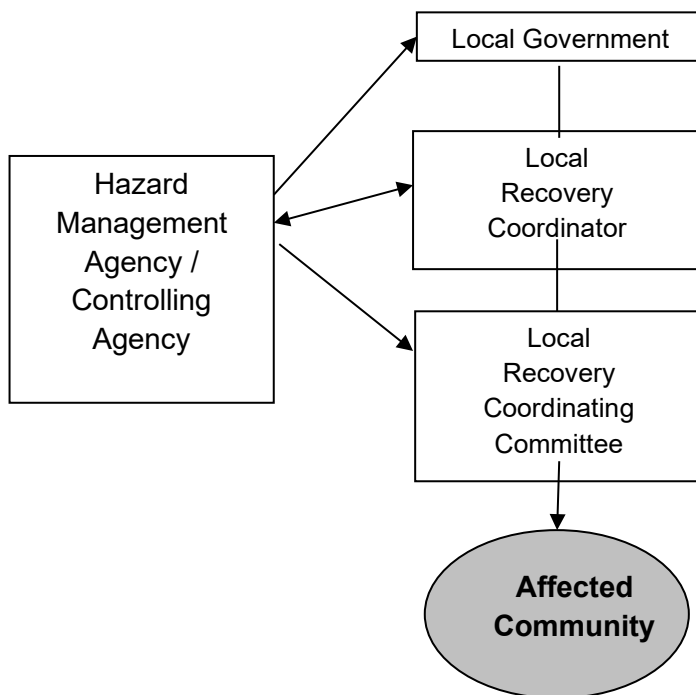 Local Government
Hazard
Management
Agency /
Controlling
Agency
Local
Recovery
Coordinator
Local
Recovery
Coordinating
Committee
Affected
Community